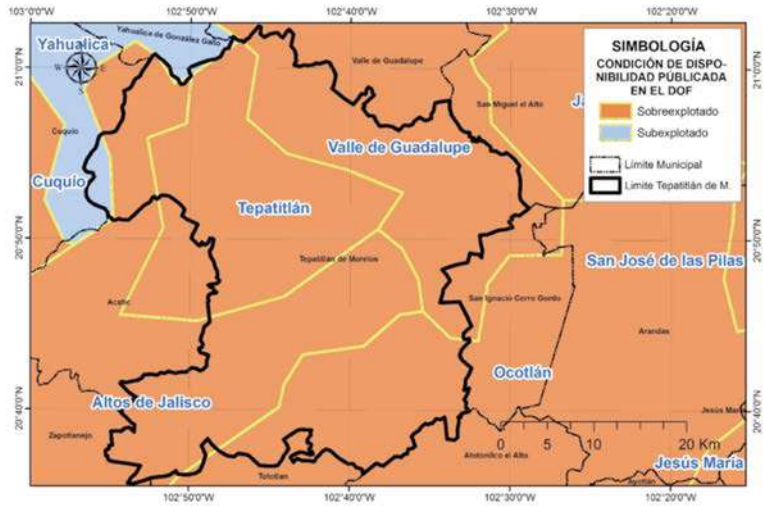 103°0'0"W
102°50'0"W
102°40'0"W
102°30'0"W
102°20'0"W
Yahualica de González Gallo
Yahualica
N
W
E
S
21°0'0"N
21°0'0"N
Valle de Guadalupe
San Miguel el Alto
SIMBOLOGÍA
CONDICIÓN DE DISPO-
NIBILIDAD PÚBLICADA
EN EL DOF
Sobreexplotado
Subexplotado
Límite Municipal
Limite Tepatitlán de M.
Cuquío
Valle de Guadalupe
Cuquío
Tepatitlán
20°50'0"N
20°50'0"N
Tepatitlán de Morelos
San José de las Pilas
Acatic
San Ignacio Cerro Gordo
Arandas
Ocotlán
Altos de Jalisco
20°40'0"N
20°40'0"N
Jesús María
Zapotlanejo
0 5 10 20 Km
Atotonilco el Alto
Jesús María
Tototlan
Ayotlán
102°50'0"W
102°40'0"W
102°30'0"W
102°20'0"W